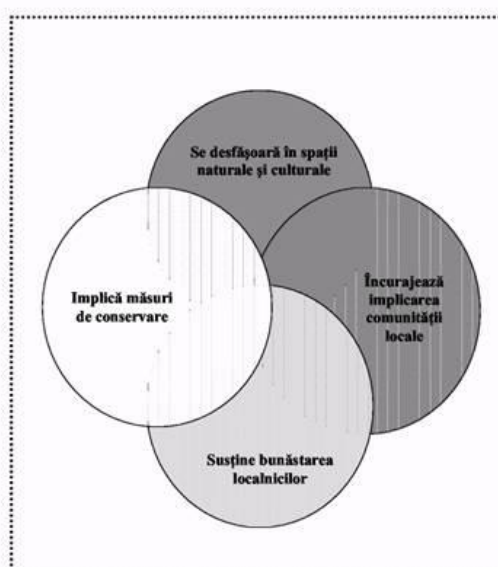 Se desfășoară în spații
naturale și culturale
Implică măsuri
de conservare
Încurajează
implicarea
comunității
locale
Susține bunăstarea
localnicilor